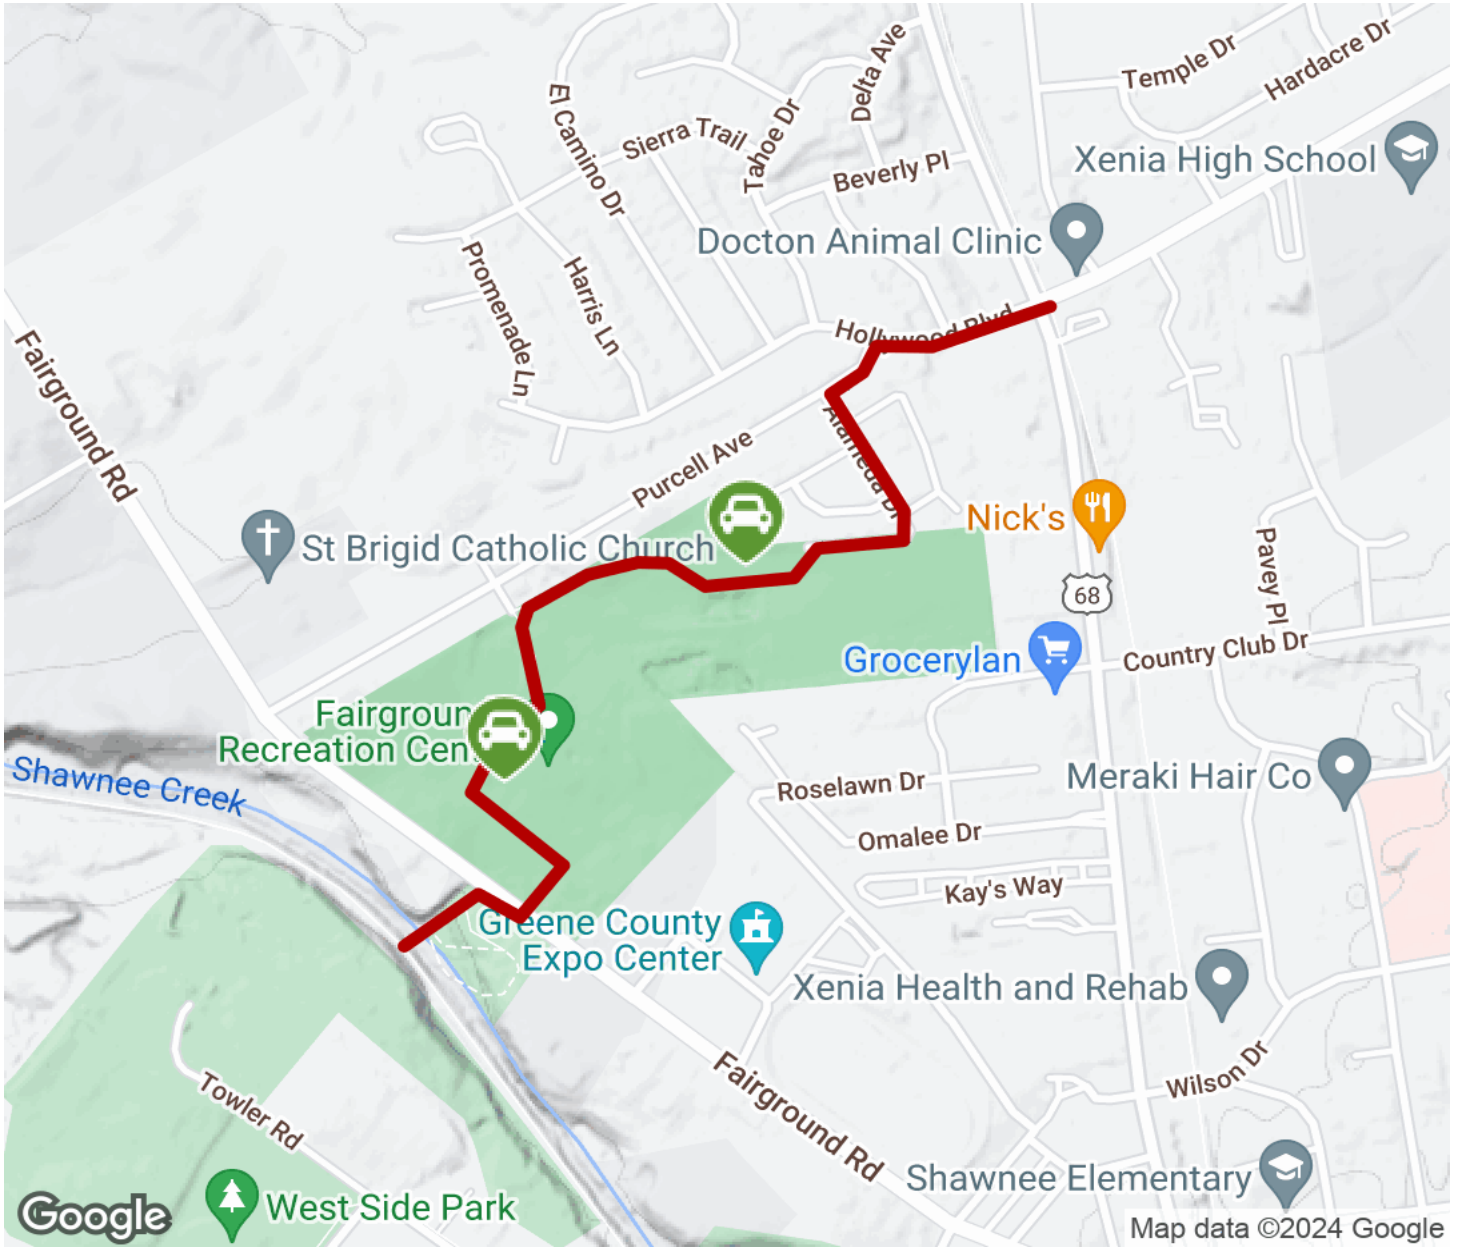 Temple Dr
Hardacre Dr
Delta Ave
El Camino Dr
Sierra Trail
Tahoe Dr
Beverly Pl
Xenia High School
Docton Animal Clinic
Promenade Ln
Harris Ln
Hollywood Blvd
Fairground Rd
Alameda Dr
Purcell Ave
Nick's
St Brigid Catholic Church
Pavey Pl
68
Country Club Dr
Grocerylan
Fairgroun
Recreation Cen
Shawnee Creek
Meraki Hair Co
Roselawn Dr
Omalee Dr
Kay's Way
Greene County
Expo Center
Xenia Health and Rehab
Towler Rd
Fairground Rd
Wilson Dr
Shawnee Elementary
West Side Park
Google
Map data ©2024 Google